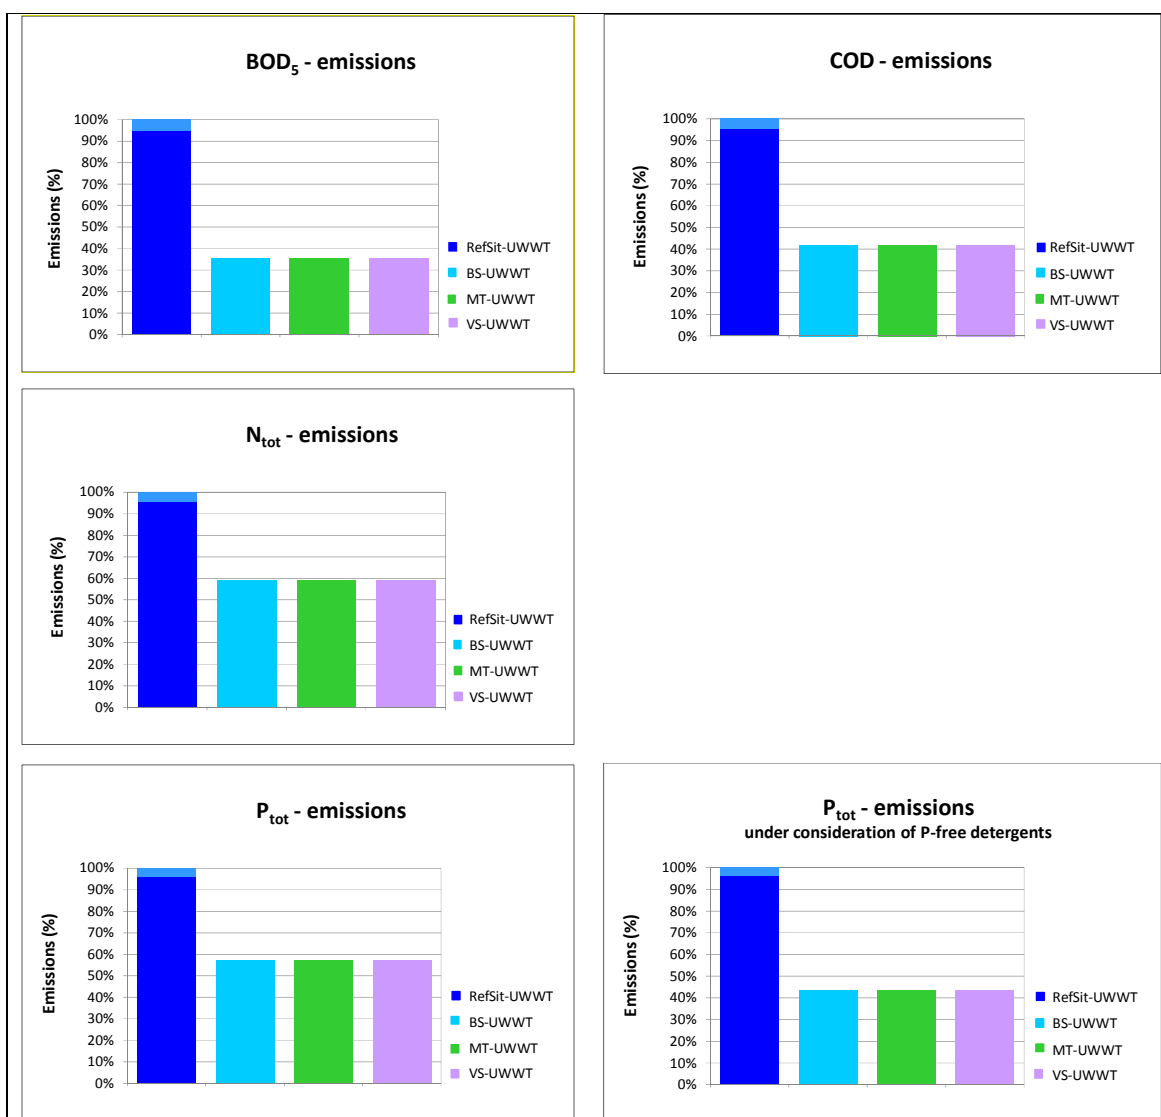 BOD5 - emissions
Emissions (%)
100%
90%
80%
70%
60%
50%
40%
30%
20%
10%
0%
RefSit-UWWT
BS-UWWT
MT-UWWT
VS-UWWT
COD - emissions
Emissions (%)
100%
90%
80%
70%
60%
50%
40%
30%
20%
10%
0%
RefSit-UWWT
BS-UWWT
MT-UWWT
VS-UWWT
Ntot - emissions
Emissions (%)
100%
90%
80%
70%
60%
50%
40%
30%
20%
10%
0%
RefSit-UWWT
BS-UWWT
MT-UWWT
VS-UWWT
Ptot - emissions
Emissions (%)
100%
90%
80%
70%
60%
50%
40%
30%
20%
10%
0%
RefSit-UWWT
BS-UWWT
MT-UWWT
VS-UWWT
Ptot - emissions
under consideration of P-free detergents
Emissions (%)
100%
90%
80%
70%
60%
50%
40%
30%
20%
10%
0%
RefSit-UWWT
BS-UWWT
MT-UWWT
VS-UWWT